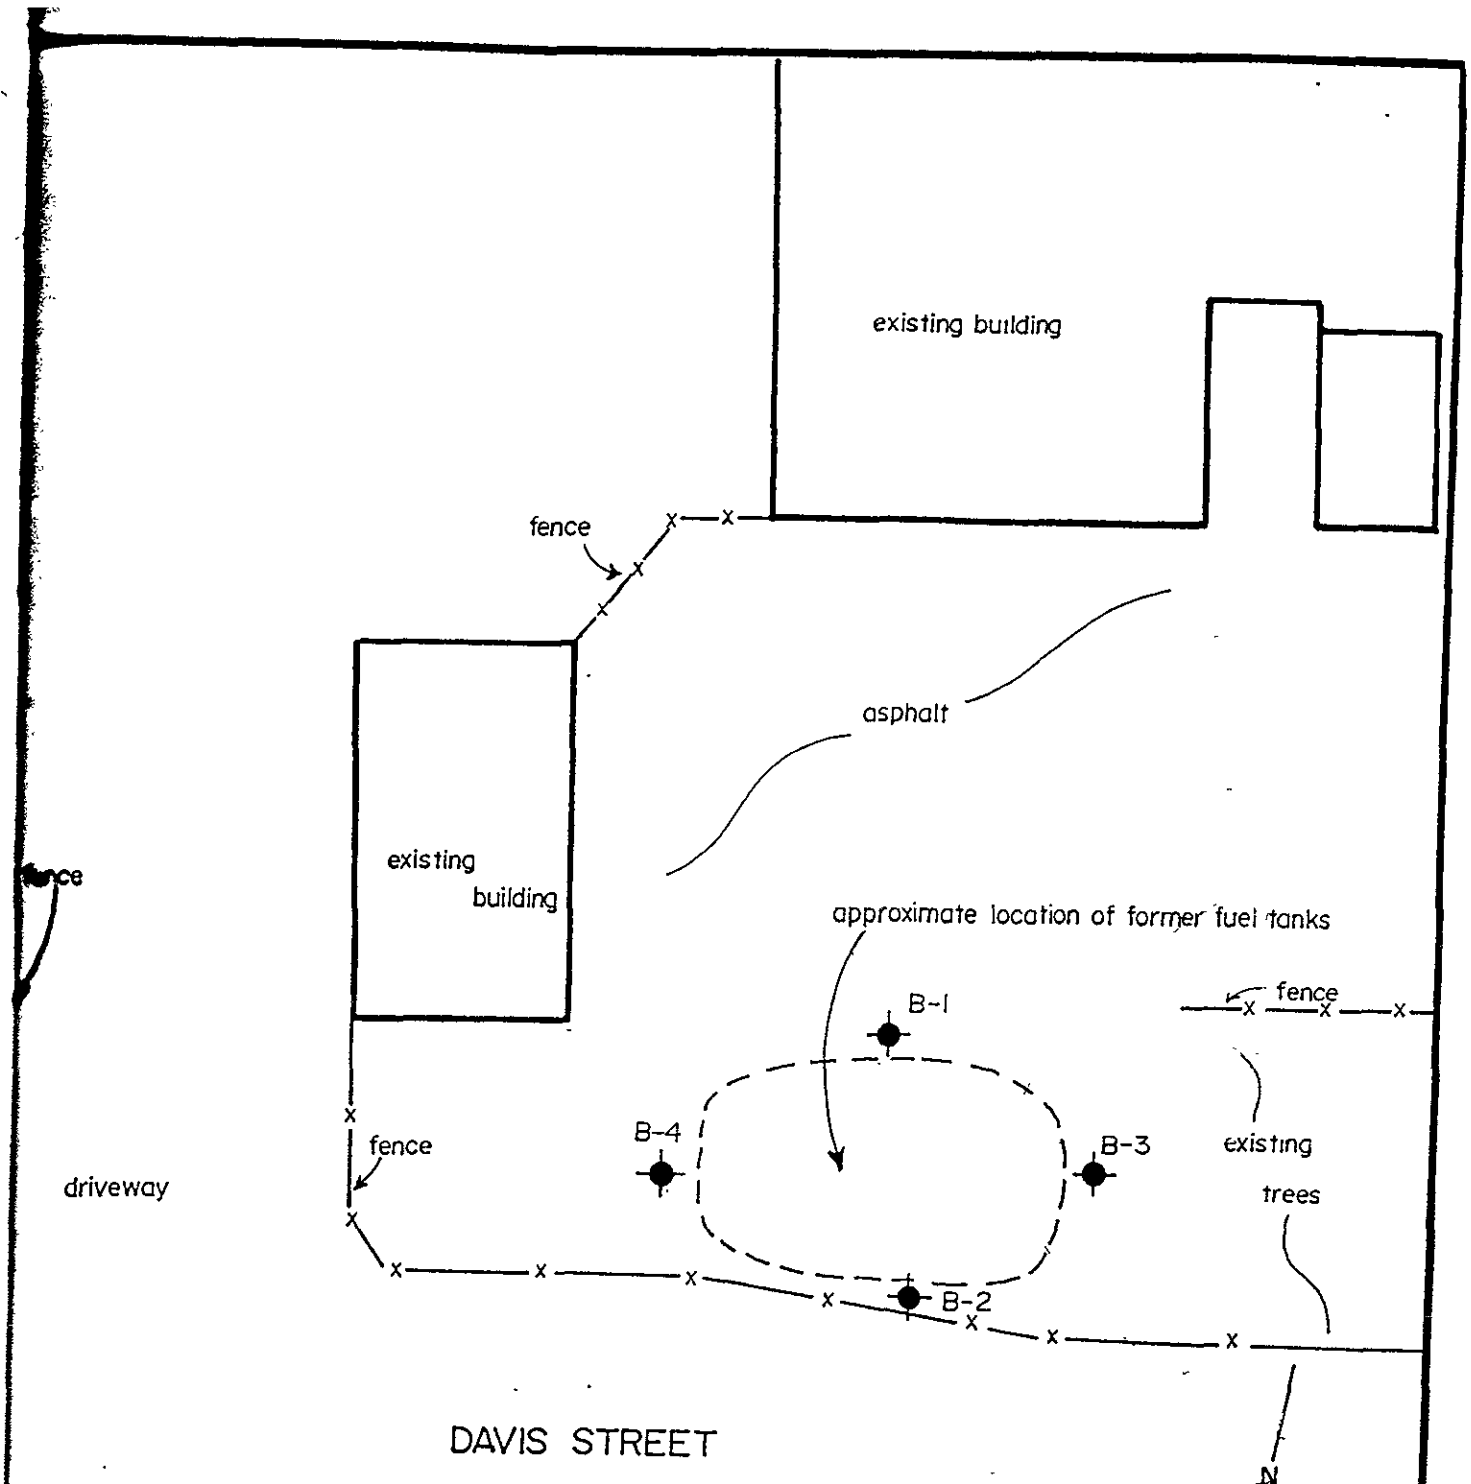 existing building
fence
asphalt
existing
building
fence
approximate location of former fuel tanks
fence
B-1
B-4
B-3
fence
existing
trees
driveway
B-2
DAVIS STREET
N